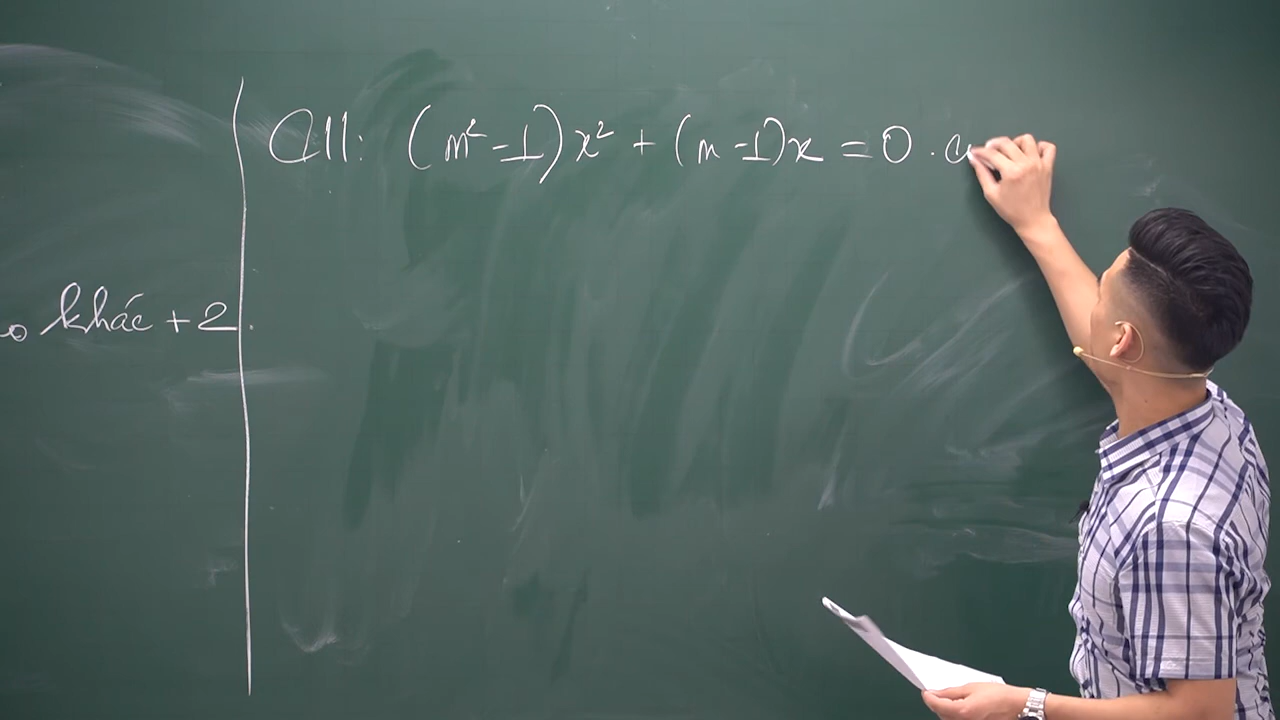 khác + 2
C11: (m² - 1)x² + (m - 1)x = 0.